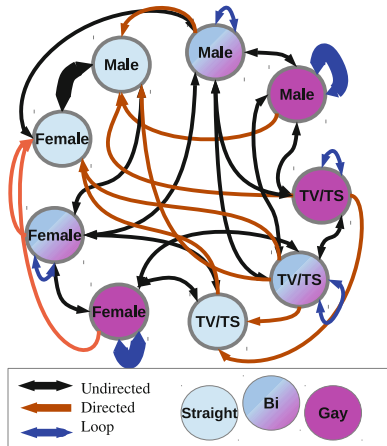 Male
Male
Male
Female
TV/TS
Female
TV/TS
Female
TV/TS
Undirected
Directed
Loop
Straight
Bi
Gay